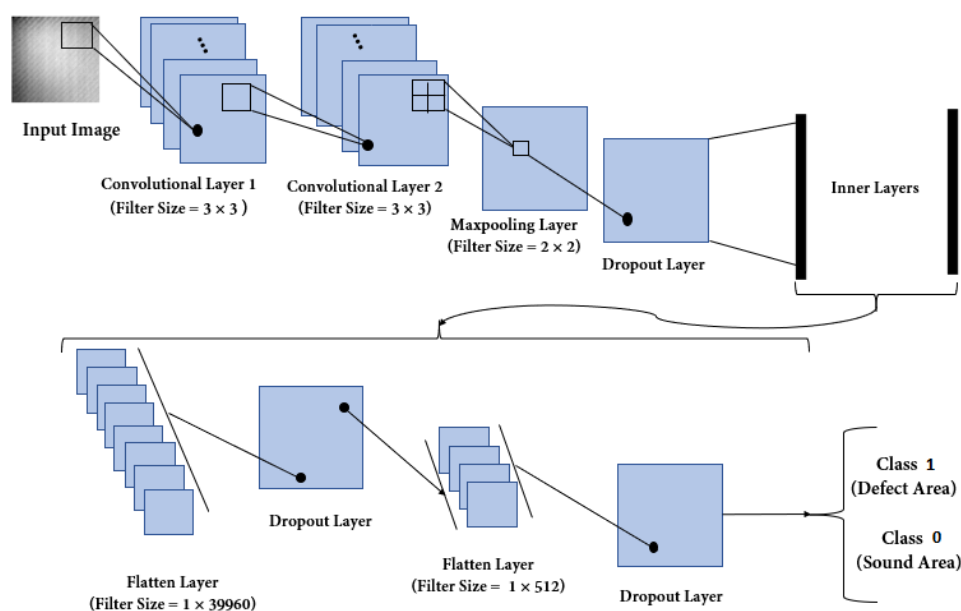 Input Image
Convolutional Layer 1
(Filter Size = 3 × 3 )
Convolutional Layer 2
(Filter Size = 3 × 3)
Maxpooling Layer
(Filter Size = 2 × 2)
Dropout Layer
Inner Layers
Flatten Layer
(Filter Size = 1 × 39960)
Dropout Layer
Flatten Layer
(Filter Size = 1 × 512)
Dropout Layer
Class 1
(Defect Area)
Class 0
(Sound Area)